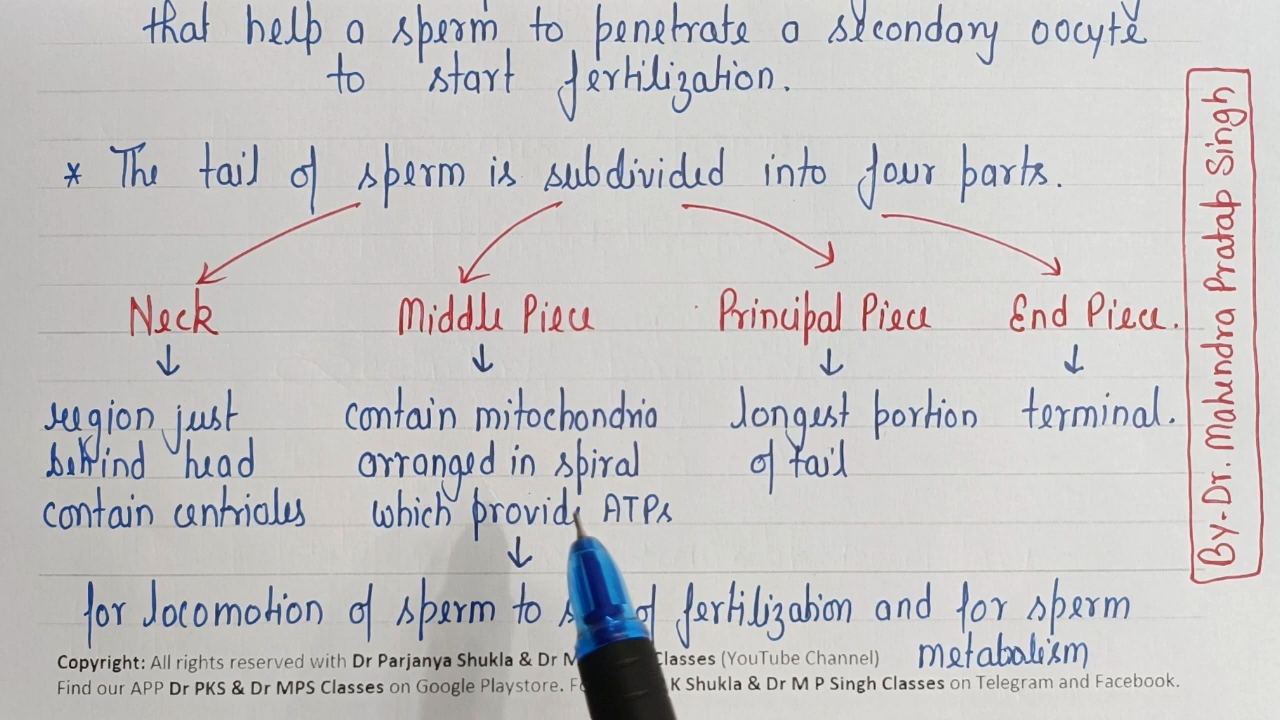 that help a sperm to penetrate a secondary oocyte
to start fertilization.
* The tail of sperm is subdivided into four parts.
Neck Middle Piece Principal Piece End Piece.
region just contain mitochondria longest portion terminal.
behind head arranged in spiral of tail
contain centrioles which provide ATPs
for locomotion of sperm to of fertilization and for sperm
metabolism
By-Dr. Mahendra Pratap Singh
Copyright: All rights reserved with Dr Parjanya Shukla & Dr M Classes (YouTube Channel)
Find our APP Dr PKS & Dr MPS Classes on Google Playstore. K Shukla & Dr M P Singh Classes on Telegram and Facebook.